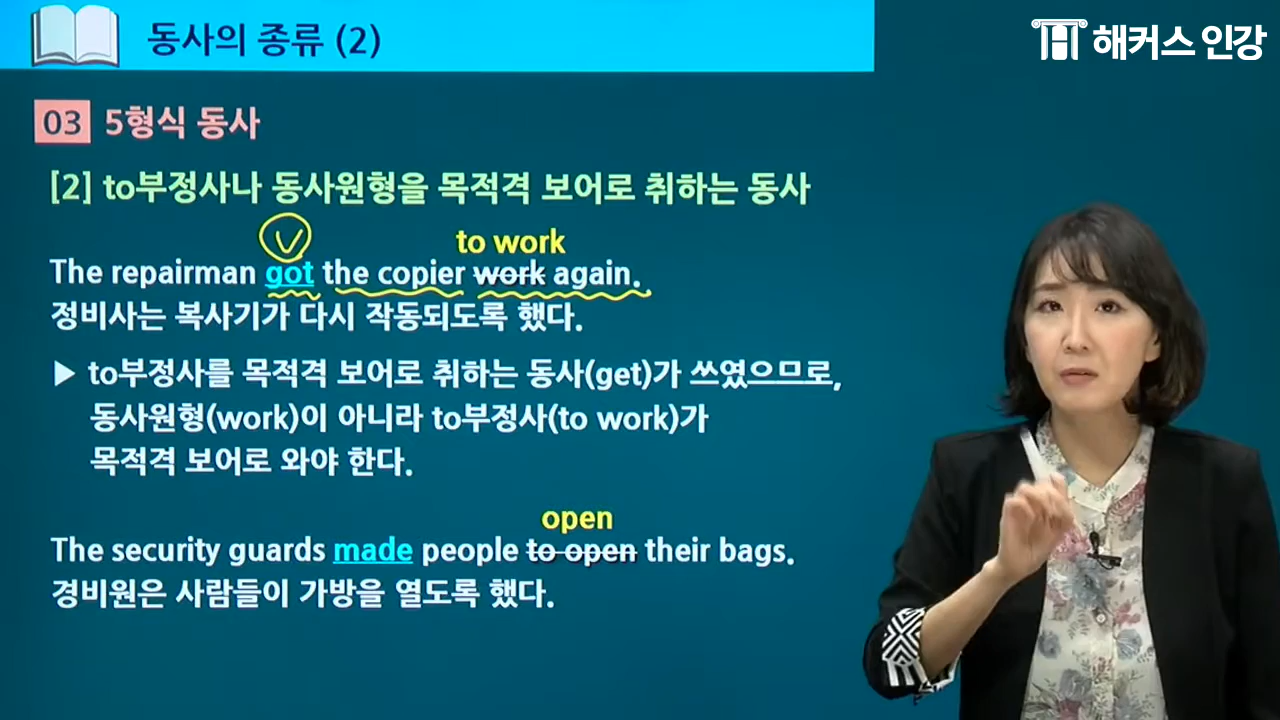 동사의 종류 (2)
해커스 인강
03 5형식 동사
[2] to부정사나 동사원형을 목적격 보어로 취하는 동사
V
to work
The repairman got the copier work again.
정비사는 복사기가 다시 작동되도록 했다.
▶ to부정사를 목적격 보어로 취하는 동사(get)가 쓰였으므로,
동사원형(work)이 아니라 to부정사(to work)가
목적격 보어로 와야 한다.
open
The security guards made people to open their bags.
경비원은 사람들이 가방을 열도록 했다.